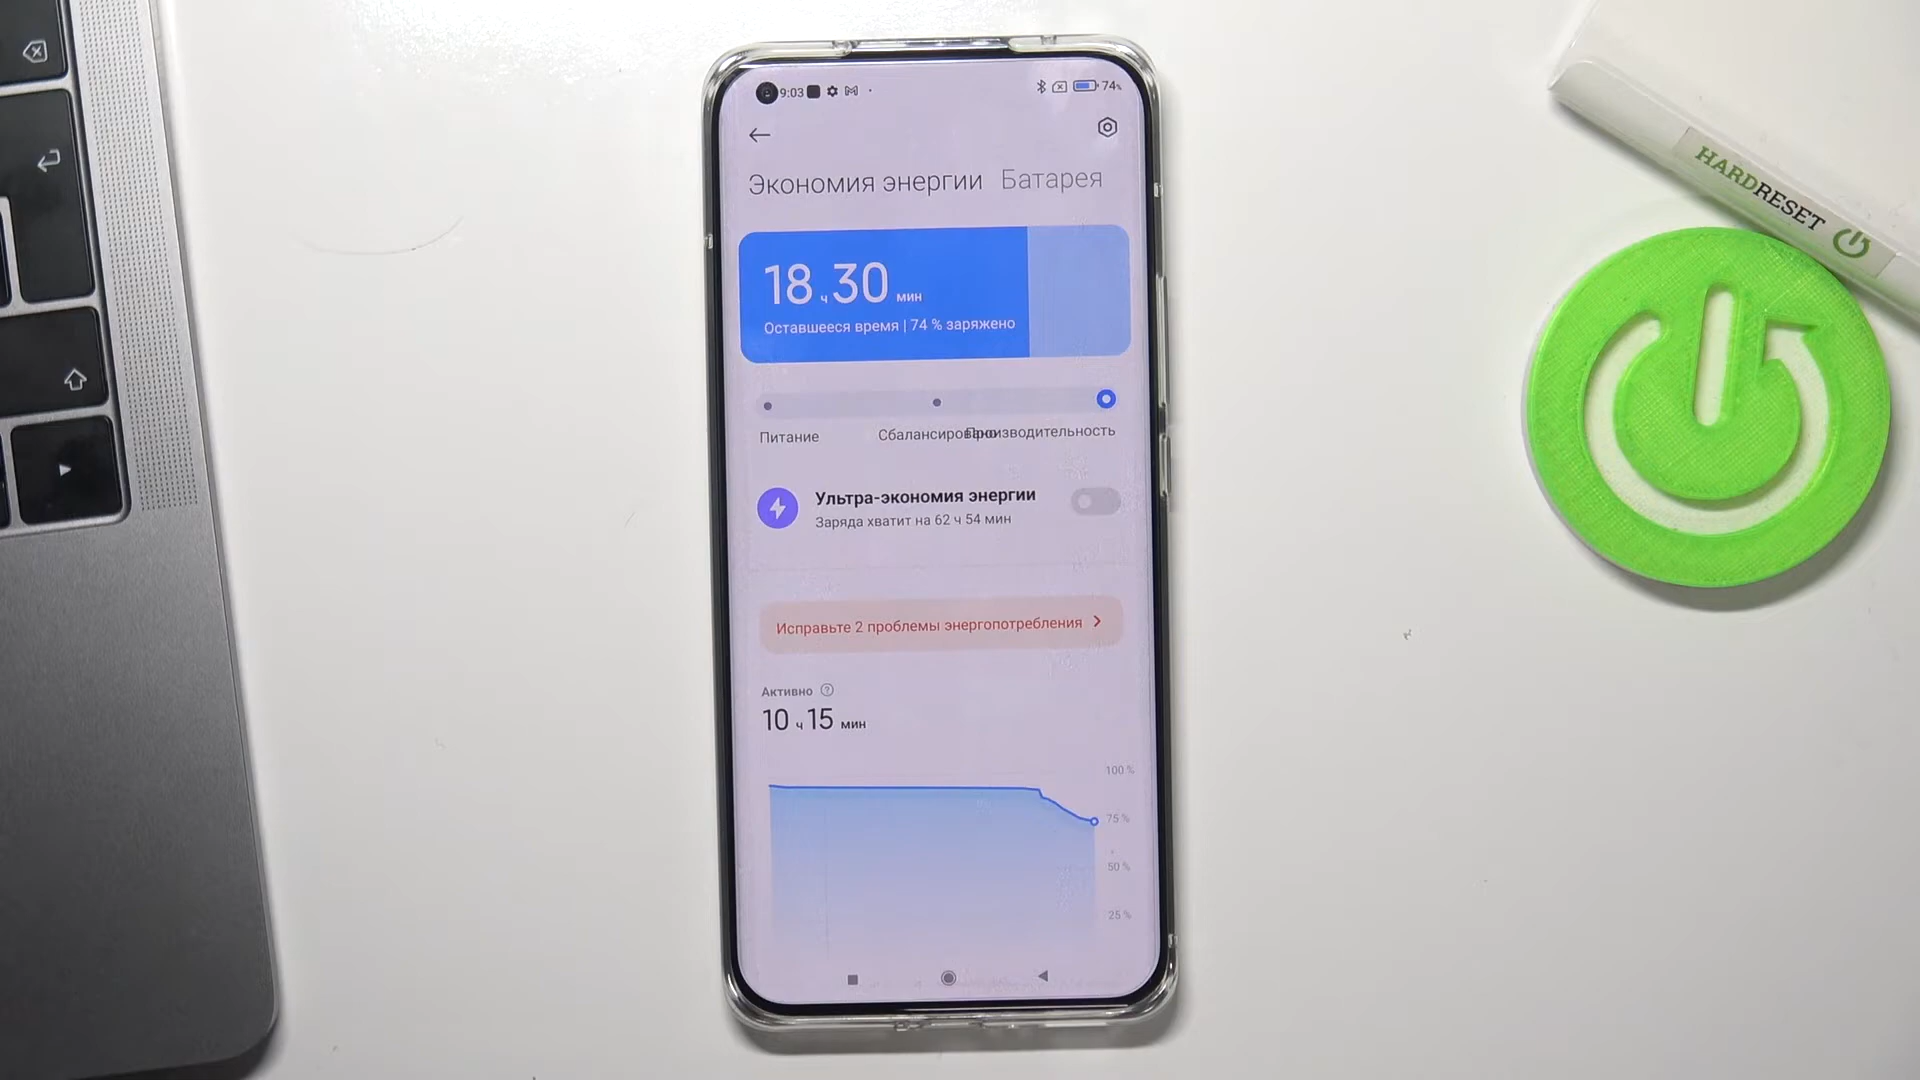 9:03
74%
Экономия энергии Батарея
18 ч 30 мин
Оставшееся время | 74 % заряжено
Питание Сбалансировано Производительность
Ультра-экономия энергии
Заряда хватит на 62 ч 54 мин
Исправьте 2 проблемы энергопотребления
Активно ?
10 ч 15 мин
100 %
75 %
50 %
25 %
HARDRESET